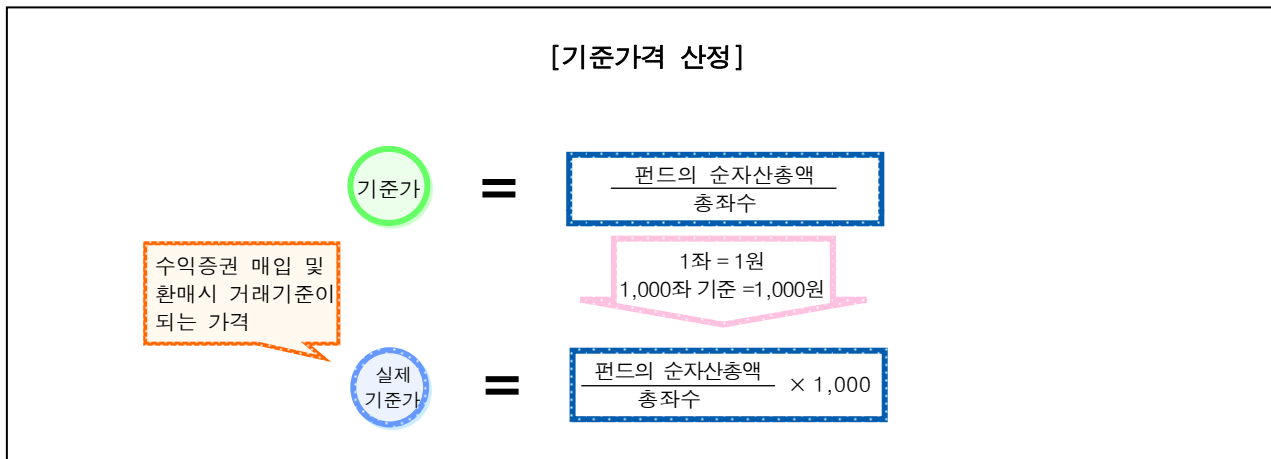 [기준가격 산정]
기준가
=
펀드의 순자산총액
총좌수
1좌 = 1원
1,000좌 기준 =1,000원
수익증권 매입 및
환매시 거래기준이
되는 가격
실제
기준가
=
펀드의 순자산총액
총좌수
× 1,000